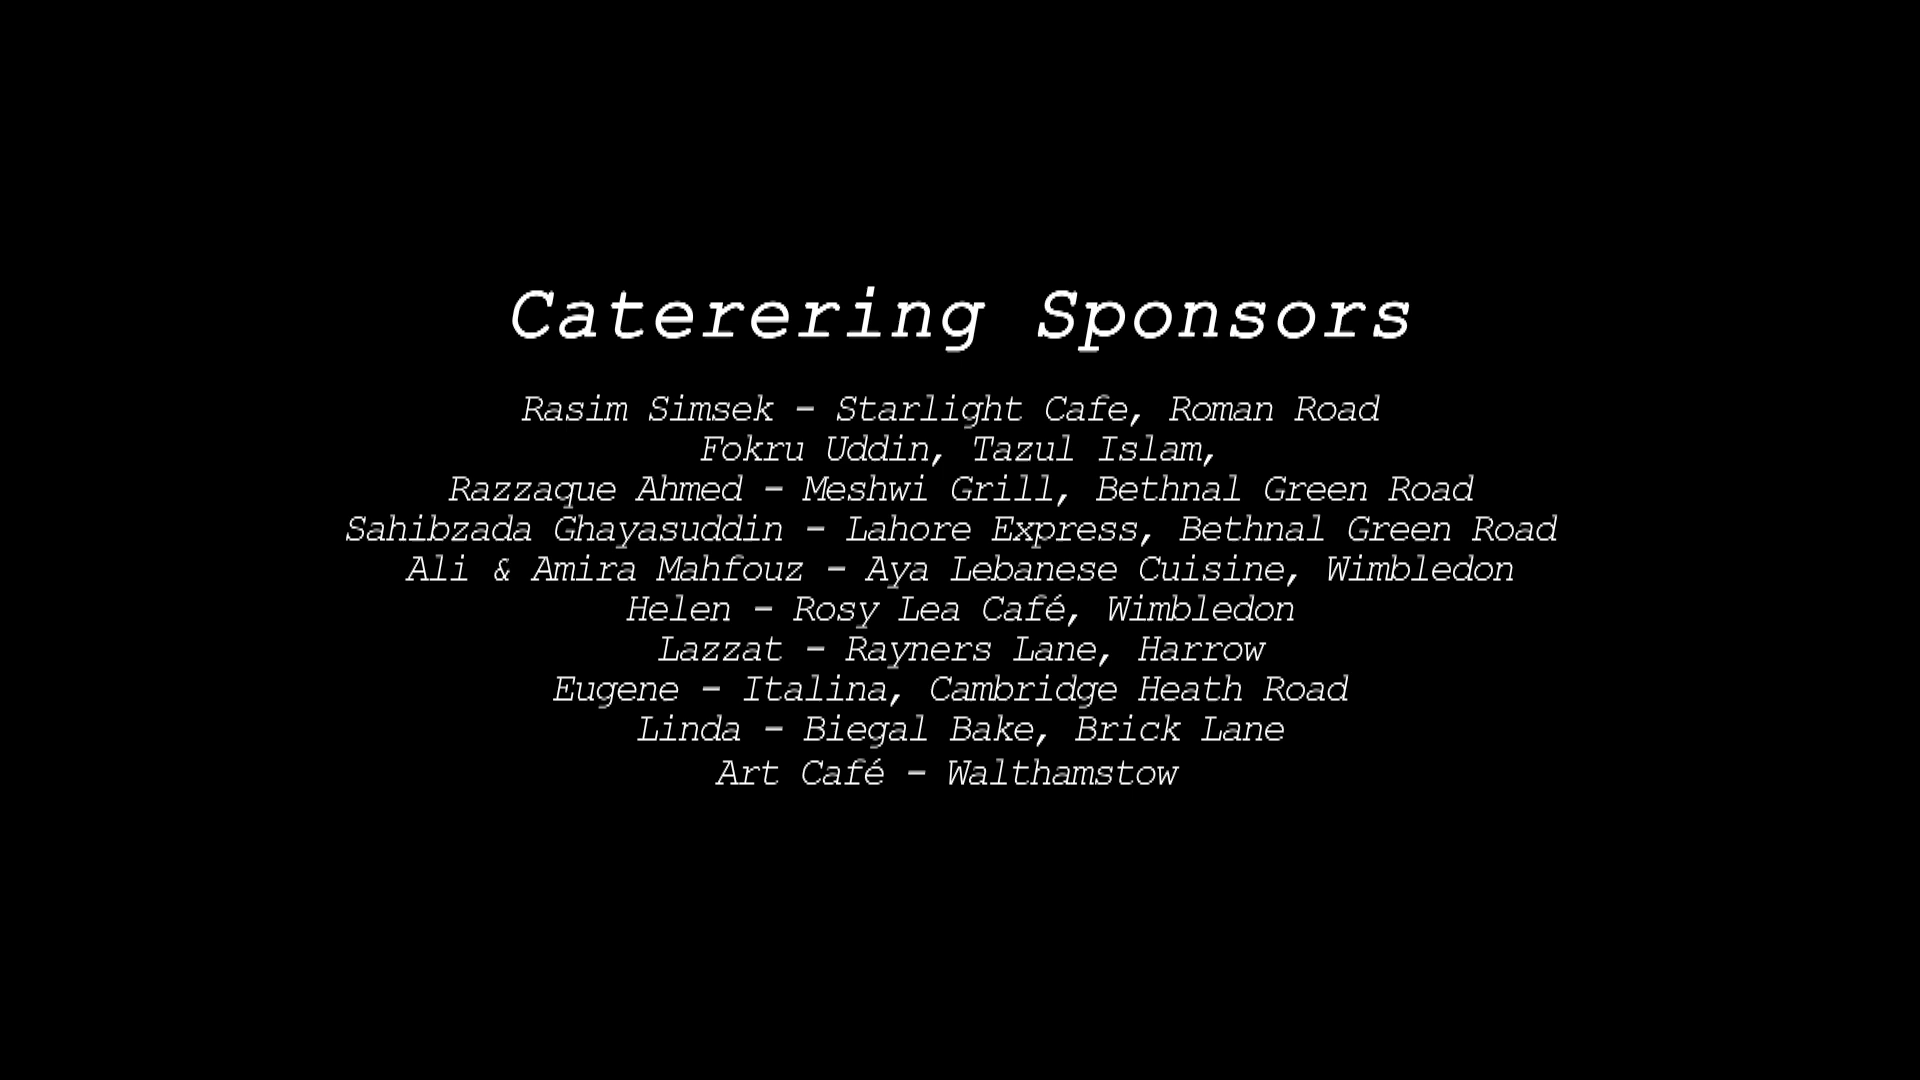 Caterering Sponsors
Rasim Simsek - Starlight Cafe, Roman Road
Fokru Uddin, Tazul Islam,
Razzaque Ahmed - Meshwi Grill, Bethnal Green Road
Sahibzada Ghayasuddin - Lahore Express, Bethnal Green Road
Ali & Amira Mahfouz - Aya Lebanese Cuisine, Wimbledon
Helen - Rosy Lea Café, Wimbledon
Lazzat - Rayners Lane, Harrow
Eugene - Italina, Cambridge Heath Road
Linda - Biegal Bake, Brick Lane
Art Café - Walthamstow